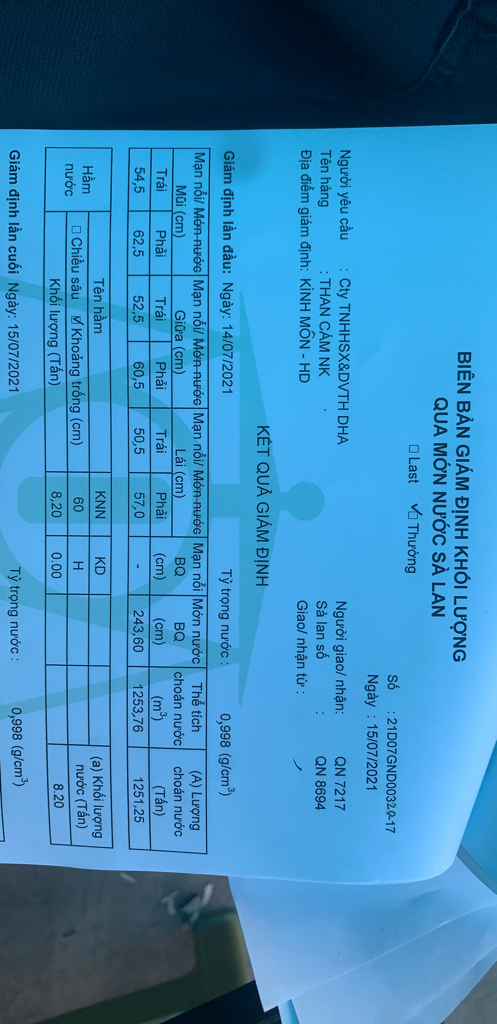 BIÊN BẢN GIÁM ĐỊNH KHỐI LƯỢNG
QUA MỚN NƯỚC SÀ LAN
□ Last ☑ Thường
Số : 21D07GND00320-17
Ngày : 15/07/2021
Người yêu cầu : Cty TNHHSX&DVTH DHA
Người giao/ nhận: QN 7217
Tên hàng : THAN CÁM NK
Sà lan số : QN 8694
Địa điểm giám định: KINH MÔN - HD
Giao/ nhận từ :
KẾT QUẢ GIÁM ĐỊNH
Giám định lần đầu: Ngày: 14/07/2021 Tỷ trọng nước : 0,998 (g/cm³)
Mạn nổi/ Mớn nước Mạn nổi/ Mớn nước Mạn nổi/ Mớn nước Mạn nổi Mớn nước Thể tích (A) Lượng
Mũi (cm) Giữa (cm) Lái (cm) BQ BQ choán nước choán nước
Trái Phải Trái Phải Trái Phải (cm) (cm) (m³) (Tấn)
54,5 62,5 52,5 60,5 50,5 57,0 - 243,60 1253,76 1251.25
Hàm nước Tên hàm KNN KD (a) Khối lượng nước (Tấn)
□ Chiều sâu ☑ Khoảng trống (cm) 60 H
Khối lượng (Tấn) 8,20 0.00 8.20
Giám định lần cuối Ngày: 15/07/2021 Tỷ trọng nước : 0,998 (g/cm³)